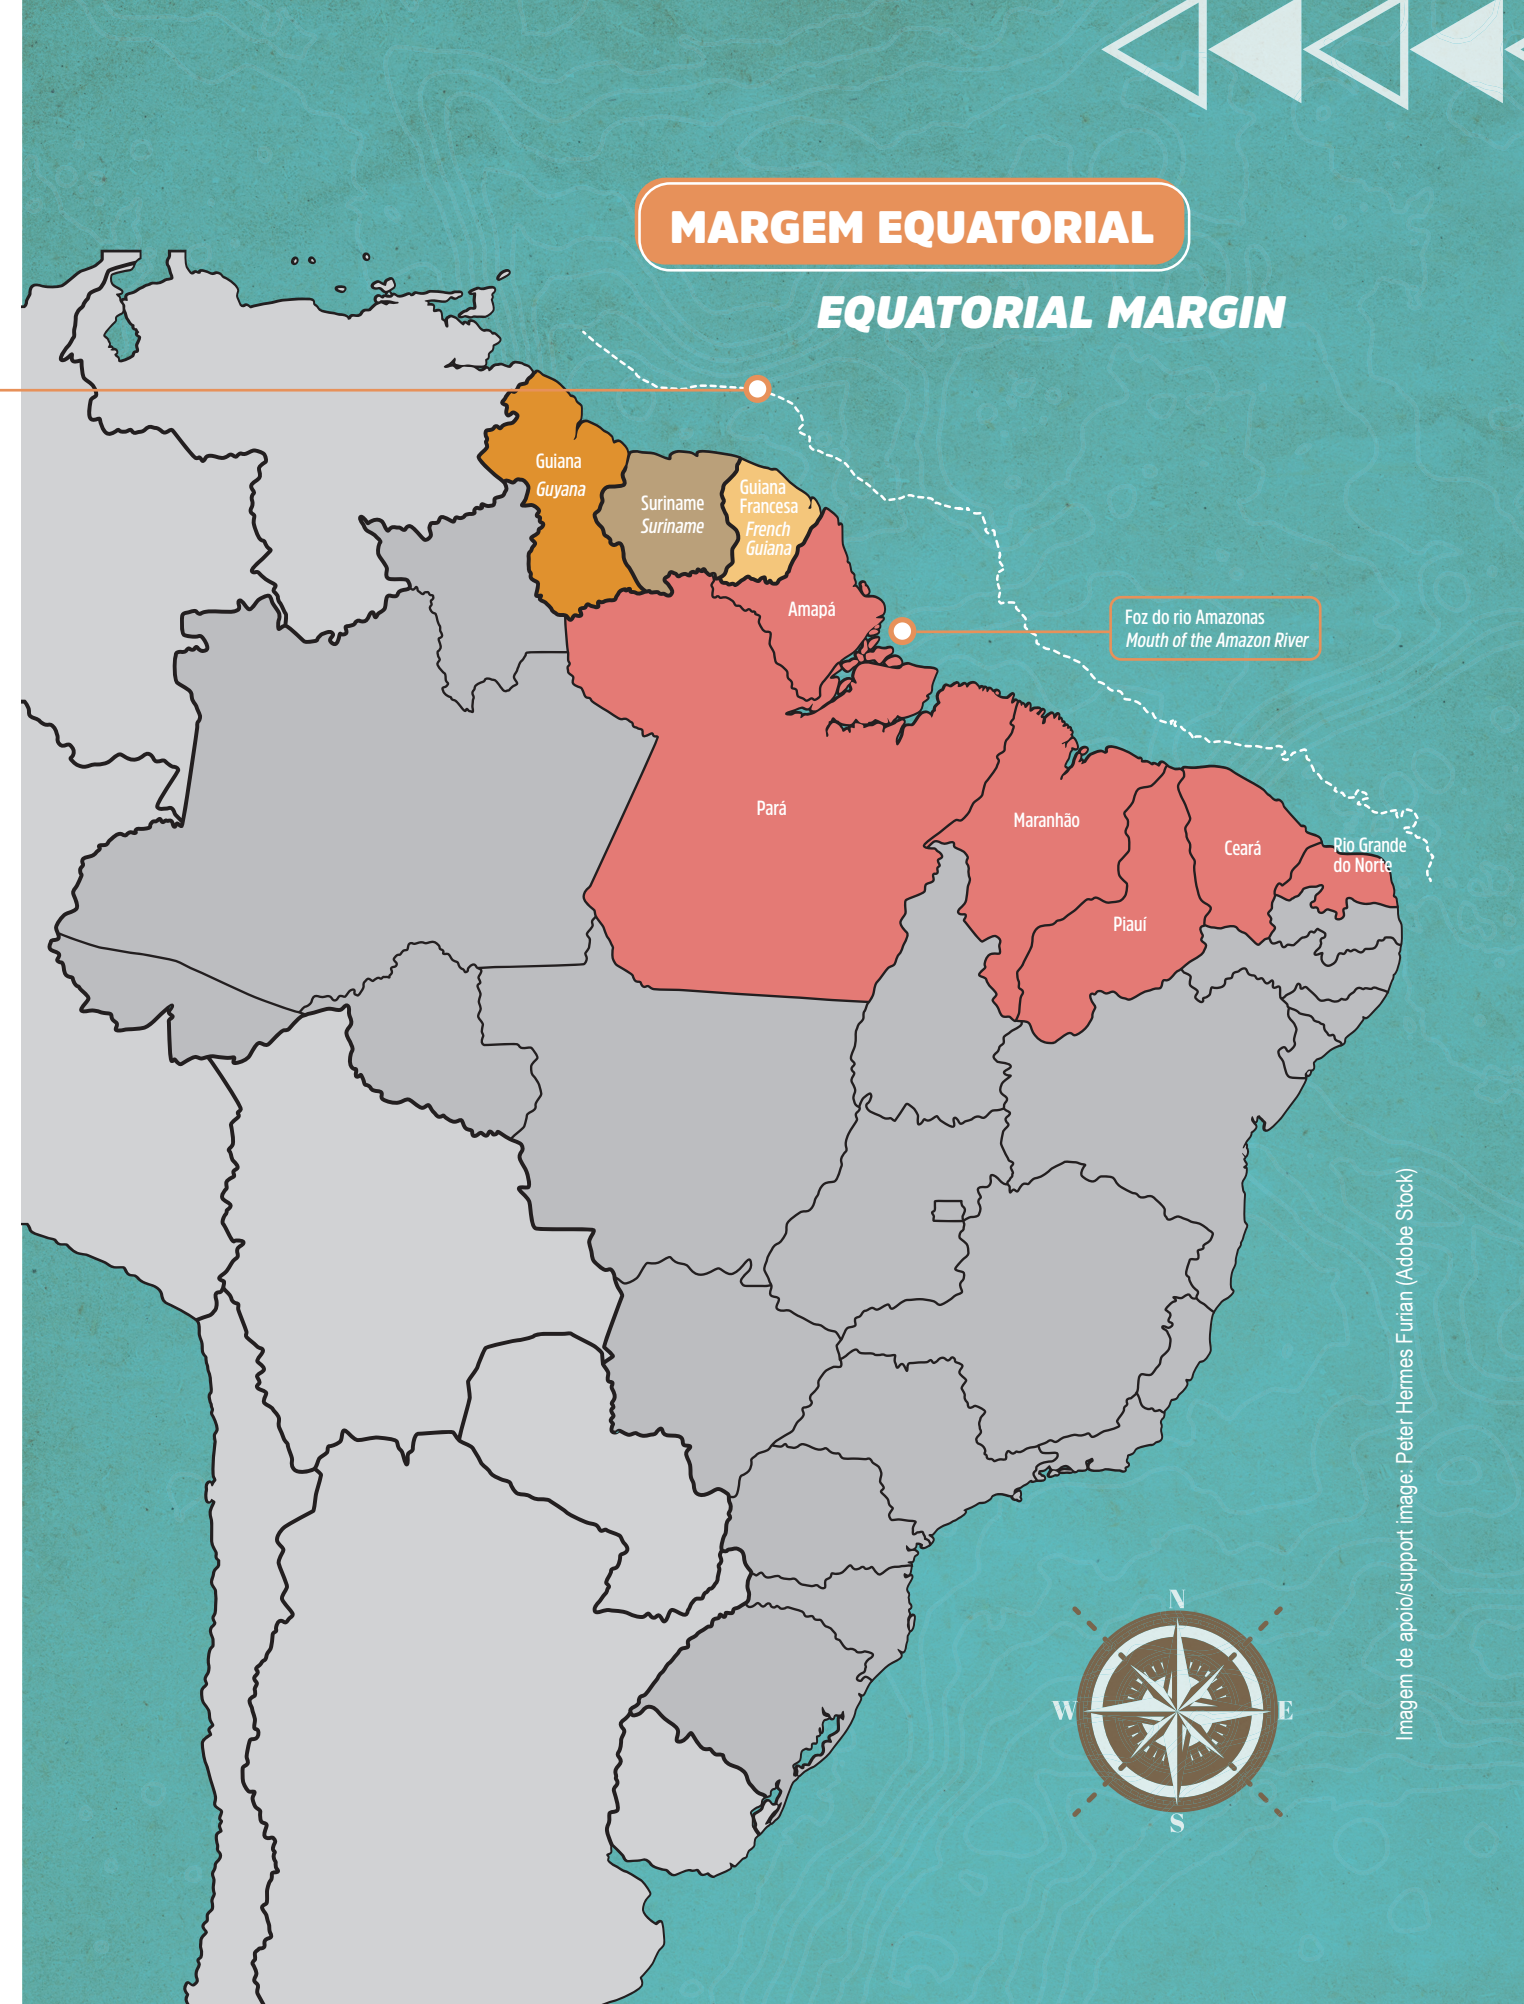 MARGEM EQUATORIAL
EQUATORIAL MARGIN
Guiana
Guyana
Suriname
Suriname
Guiana
Francesa
French
Guiana
Amapá
Foz do rio Amazonas
Mouth of the Amazon River
Pará
Maranhão
Ceará
Rio Grande
do Norte
Piauí
Imagem de apoio/support image: Peter Hermes Furian (Adobe Stock)
N
W
E
S